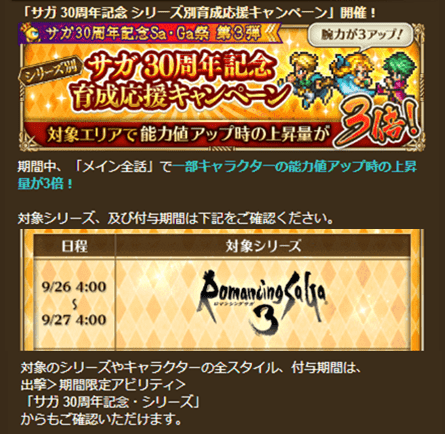 「サガ 30周年記念 シリーズ別育成応援キャンペーン」開催！
サガ30周年記念Sa・Ga祭 第3弾
腕力が3アップ！
シリーズ別
サガ30周年記念
育成応援キャンペーン
対象エリアで能力値アップ時の上昇量が
3倍！
期間中、「メイン全話」で一部キャラクターの能力値アップ時の上昇
量が3倍！
対象シリーズ、及び付与期間は下記をご確認ください。
日程
対象シリーズ
9/26 4:00
～
9/27 4:00
Romancing SaGa
ロマンシング サ・ガ
3
対象のシリーズやキャラクターの全スタイル、付与期間は、
出撃＞期間限定アビリティ＞
「サガ 30周年記念・シリーズ」
からもご確認いただけます。